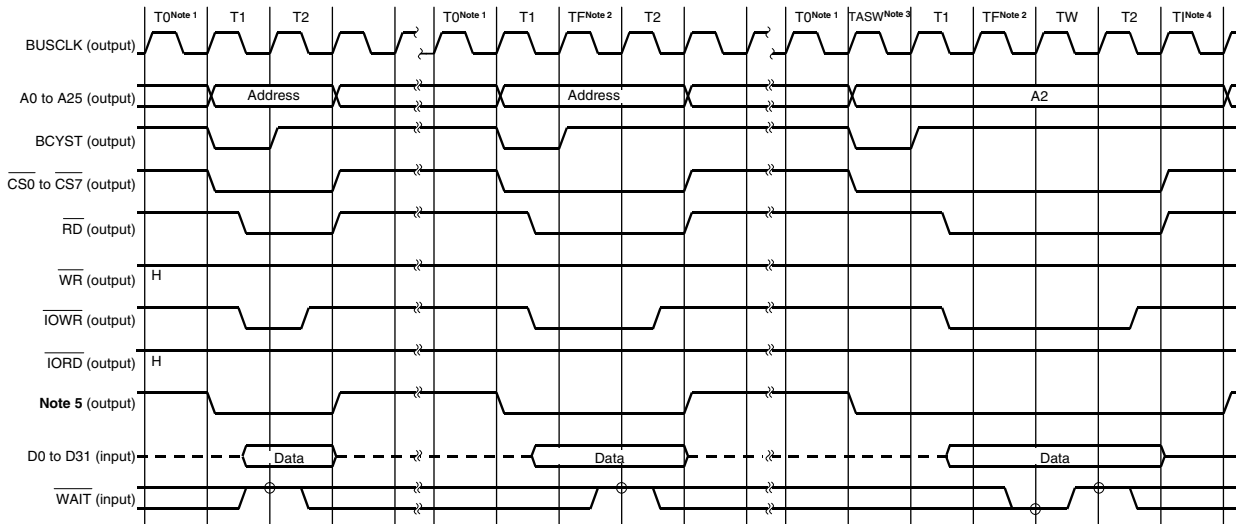 T0Note 1 T1 T2 T0Note 1 T1 TFNote 2 T2 T0Note 1 TASWNote 3 T1 TFNote 2 TW T2 TINote 4
BUSCLK (output)
A0 to A25 (output) Address Address A2
BCYST (output)
CS0 to CS7 (output)
RD (output)
WR (output) H
IOWR (output)
IORD (output) H
Note 5 (output)
D0 to D31 (input) Data Data Data
WAIT (input)